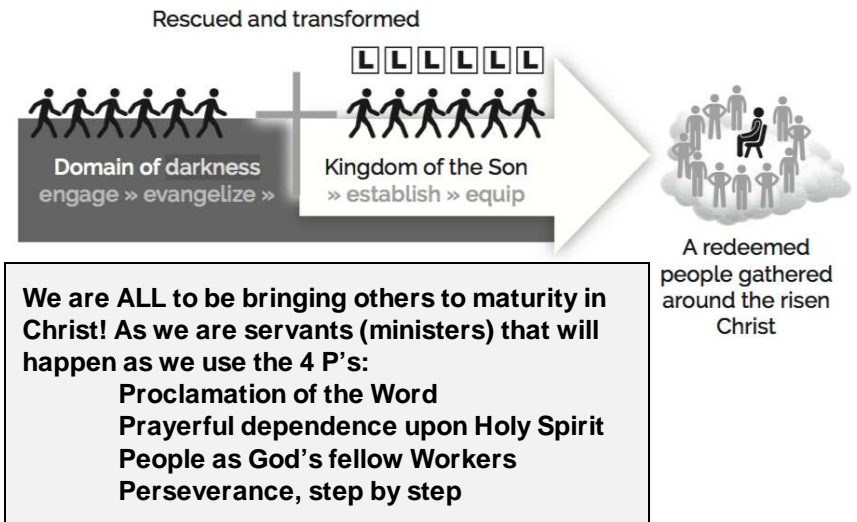 Rescued and transformed
L L L L L L
Domain of darkness
engage » evangelize »
Kingdom of the Son
» establish » equip
A redeemed
people gathered
around the risen
Christ
We are ALL to be bringing others to maturity in
Christ! As we are servants (ministers) that will
happen as we use the 4 P's:
Proclamation of the Word
Prayerful dependence upon Holy Spirit
People as God's fellow Workers
Perseverance, step by step